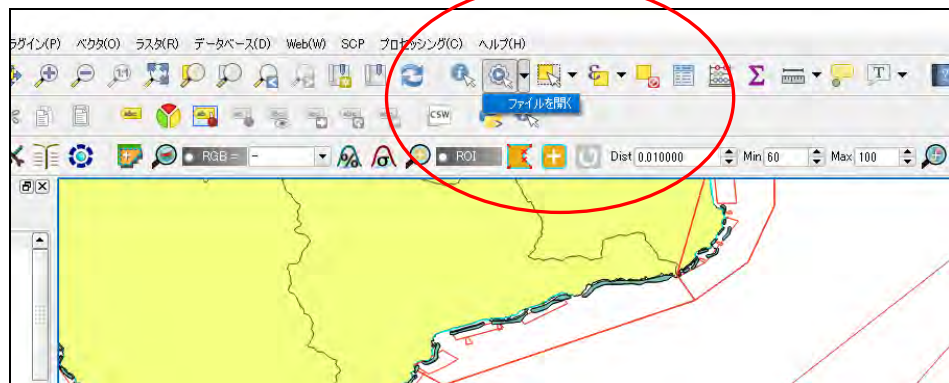 ラグイン(P) ベクタ(O) ラスタ(R) データベース(D) Web(W) SCP プロセッシング(C) ヘルプ(H)
ファイルを開く
CSW
RGB = - ROI Dist 0.010000 Min 60 Max 100